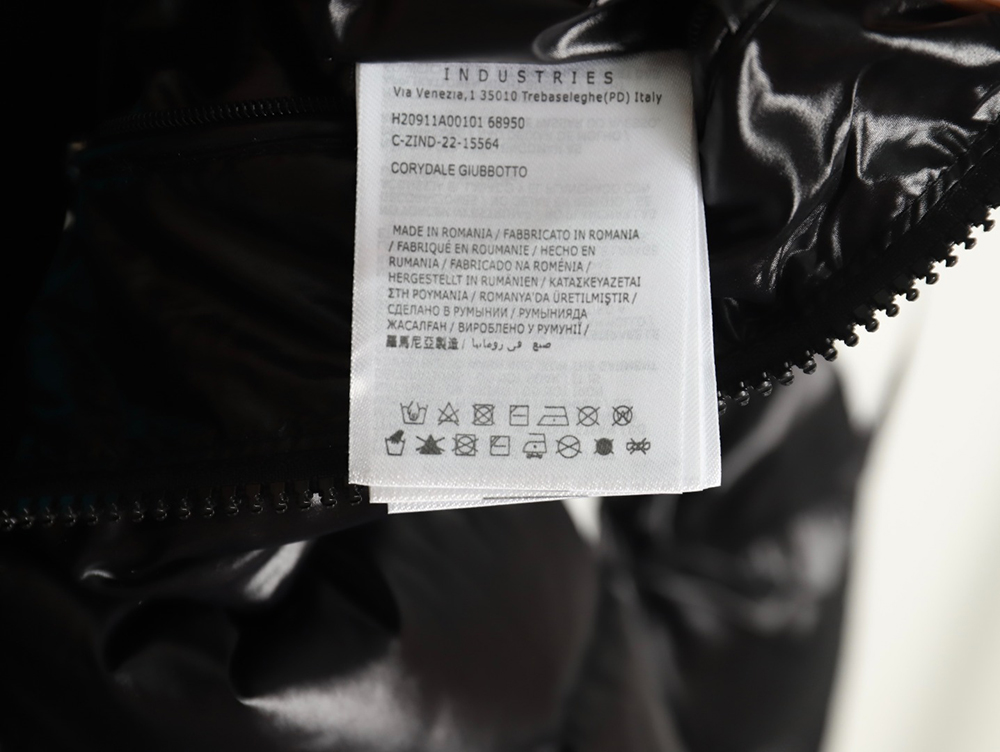 INDUSTRIES
Via Venezia,1 35010 Trebaseleghe(PD) Italy
H20911A00101 68950
C-ZIND-22-15564
CORYDALE GIUBBOTTO
MADE IN ROMANIA / FABBRICATO IN ROMANIA
/ FABRIQUÉ EN ROUMANIE / HECHO EN
RUMANIA / FABRICADO NA ROMÉNIA /
HERGESTELLT IN RUMÄNIEN / ΚΑΤΑΣΚΕΥΑΖΕΤΑΙ
ΣΤΗ ΡΟΥΜΑΝΙΑ / ROMANYA'DA ÜRETILMIŞTIR /
СДЕЛАНО В РУМЫНИИ / РУМЫНИЯДА
ЖАСАЛҒАН / ВИРОБЛЕНО У РУМУНІЇ /
羅馬尼亞製造 / صنع في رومانيا